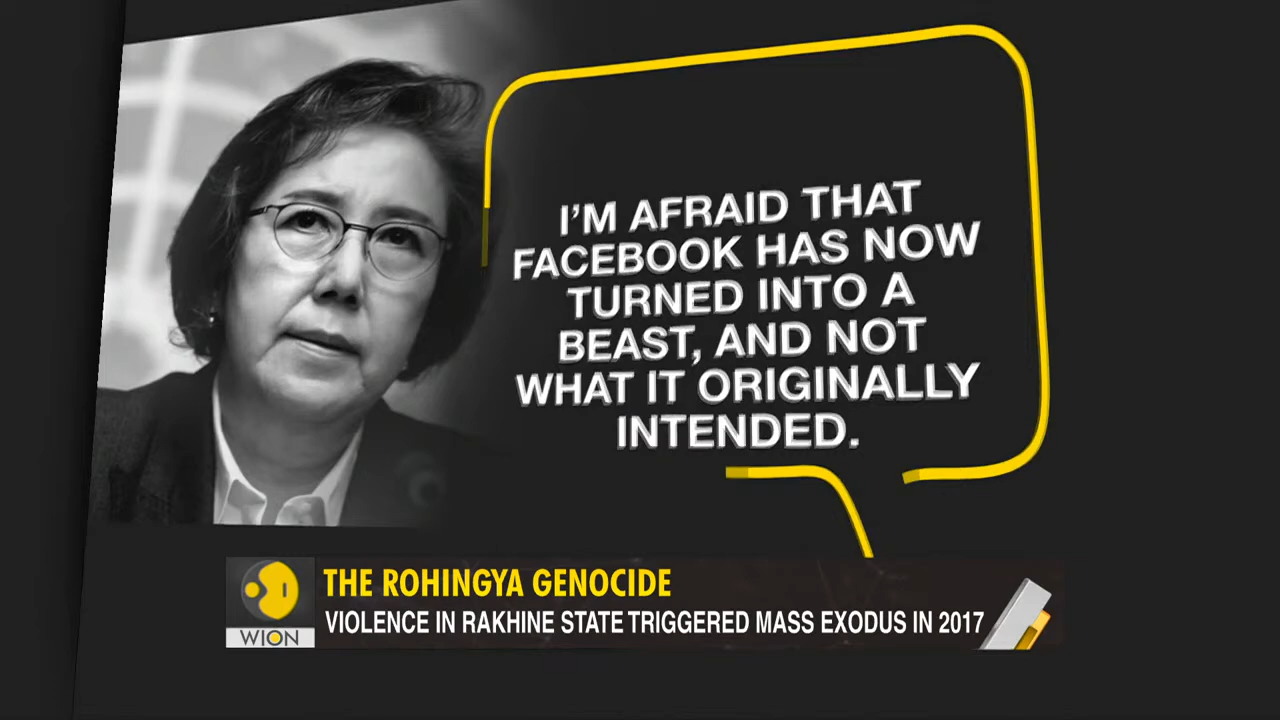 I'M AFRAID THAT
FACEBOOK HAS NOW
TURNED INTO A
BEAST, AND NOT
WHAT IT ORIGINALLY
INTENDED.
THE ROHINGYA GENOCIDE
VIOLENCE IN RAKHINE STATE TRIGGERED MASS EXODUS IN 2017
WION